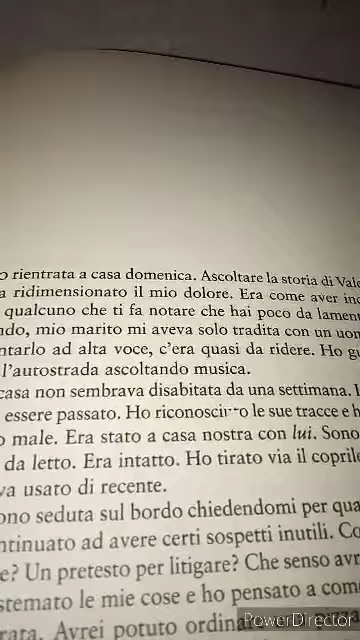 o rientrata a casa domenica. Ascoltare la storia di Vale
a ridimensionato il mio dolore. Era come aver inc
qualcuno che ti fa notare che hai poco da lament
ndo, mio marito mi aveva solo tradita con un uom
ntarlo ad alta voce, c'era quasi da ridere. Ho gu
l'autostrada ascoltando musica.
casa non sembrava disabitata da una settimana.
essere passato. Ho le sue tracce e h
o male. Era stato a casa nostra con lui. Sono
da letto. Era intatto. Ho tirato via il coprile
va usato di recente.
ono seduta sul bordo chiedendomi per qua
ntinuato ad avere certi sospetti inutili. Co
e? Un pretesto per litigare? Che senso avr
stemato le mie cose e ho pensato a com
rata. Avrei potuto
PowerDirector